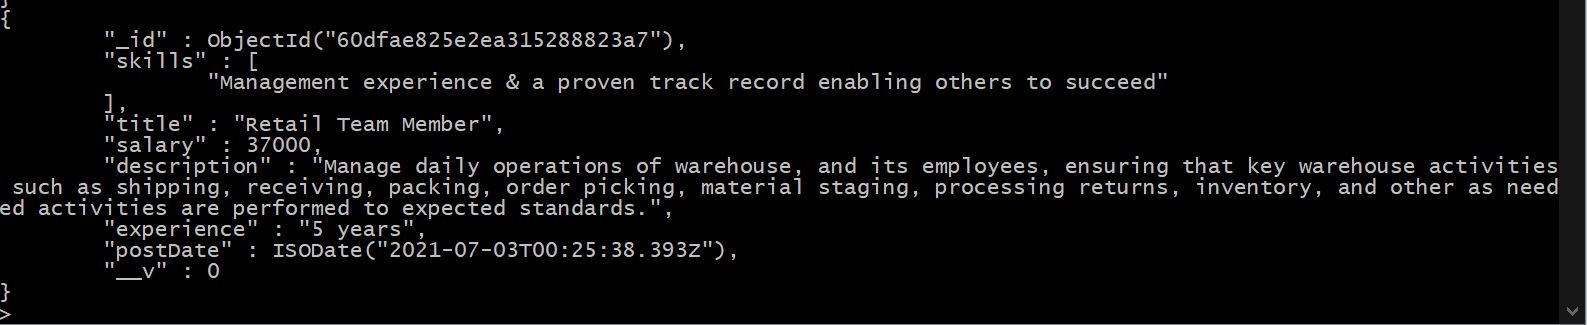 }
{
        "_id" : ObjectId("60dfae825e2ea315288823a7"),
        "skills" : [
                "Management experience & a proven track record enabling others to succeed"
        ],
        "title" : "Retail Team Member",
        "salary" : 37000,
        "description" : "Manage daily operations of warehouse, and its employees, ensuring that key warehouse activities
 such as shipping, receiving, packing, order picking, material staging, processing returns, inventory, and other as need
ed activities are performed to expected standards.",
        "experience" : "5 years",
        "postDate" : ISODate("2021-07-03T00:25:38.393Z"),
        "__v" : 0
}
>